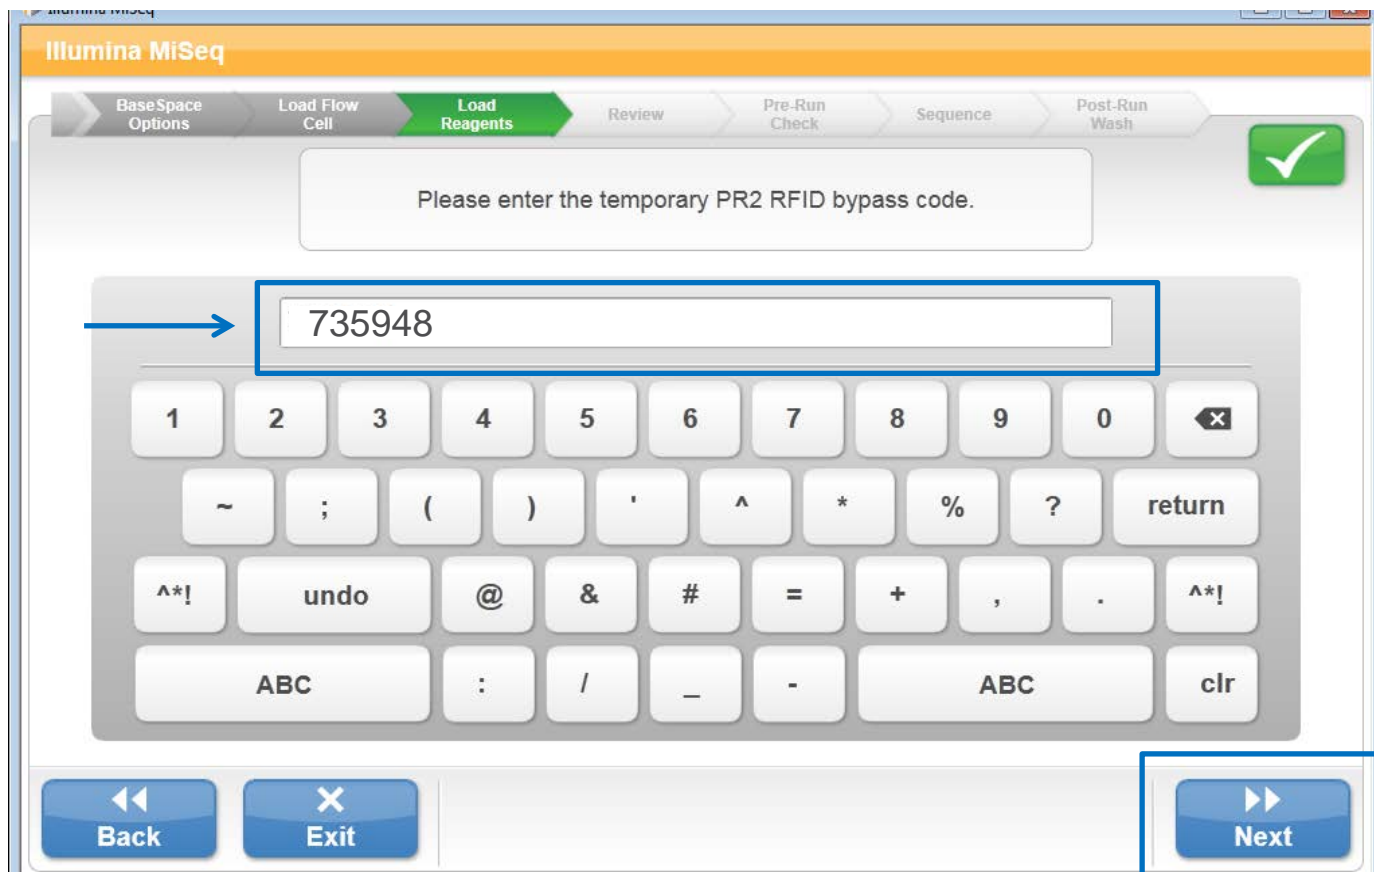 Illumina MiSeq
Illumina MiSeq
BaseSpace Options
Load Flow Cell
Load Reagents
Review
Pre-Run Check
Sequence
Post-Run Wash
Please enter the temporary PR2 RFID bypass code.
735948
1 2 3 4 5 6 7 8 9 0
~ ; ( ) ' ^ * % ? return
^*! undo @ & # = + , . ^*!
ABC : / _ - ABC clr
Back
Exit
Next